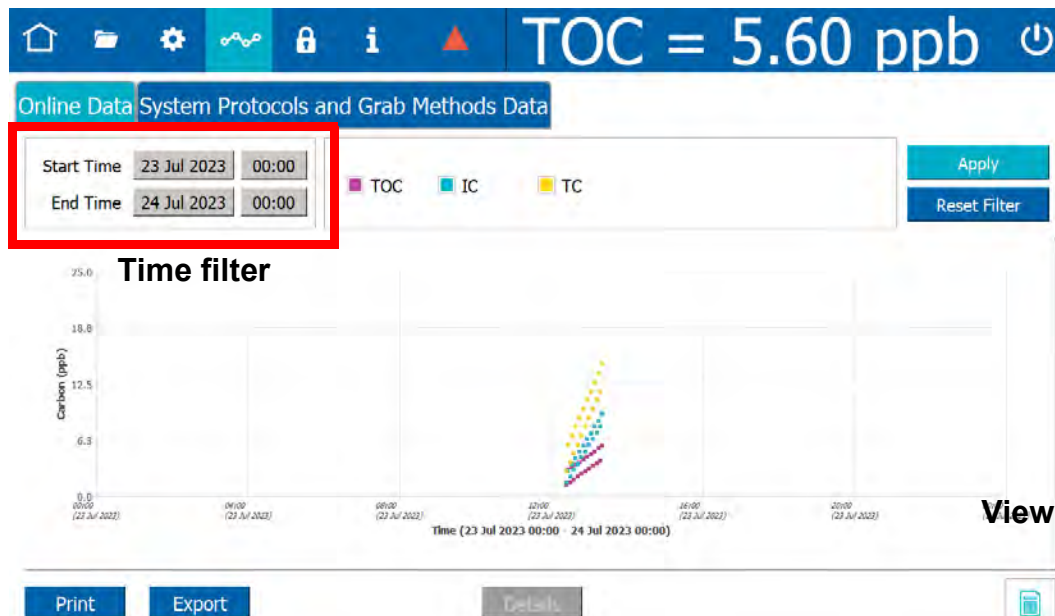 TOC = 5.60 ppb
Online Data System Protocols and Grab Methods Data
Start Time 23 Jul 2023 00:00
End Time 24 Jul 2023 00:00
TOC IC TC
Apply
Reset Filter
Time filter
25.0
18.8
12.5
6.3
0.0
Carbon (ppb)
00:00 04:00 08:00 12:00 16:00 20:00
(23 Jul 2023) (23 Jul 2023) (23 Jul 2023) (23 Jul 2023) (23 Jul 2023) (23 Jul 2023)
Time (23 Jul 2023 00:00 - 24 Jul 2023 00:00)
View
Print Export Details